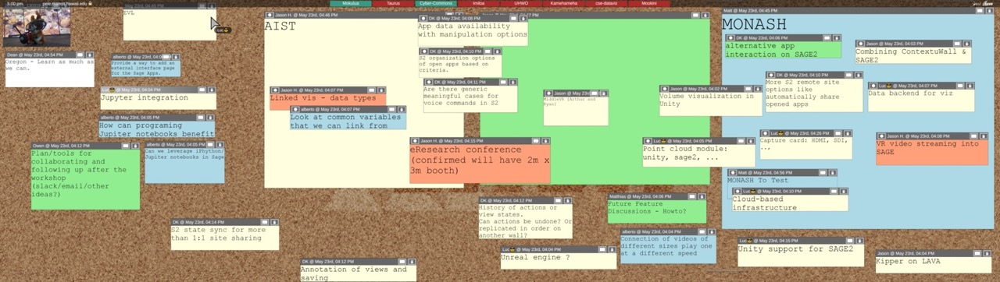 5:00 pm
pele.manoa.hawaii.edu
Mokulua
Taurus
Cyber-Commons
Imiloa
UHWO
Kamehameha
cse-dataviz
Mookini
EVL
Luc
Dean @ May 23rd, 04:54 PM
Oregon - Learn as much as
we can.
alberto @ May 23rd, 04:0
Provide a way to add an
external interface page
for the Sage Apps.
Luc @ May 23rd, 04:04 PM
Jupyter integration
alberto @ May 23rd, 04:05 PM
How can programing
Jupiter notebooks benefit
Owen @ May 23rd, 04:12 PM
Plan/tools for
collaborating and
following up after the
workshop
(slack/email/other
ideas?)
alberto @ May 23rd, 04:05 PM
Can we leverage iPhython/
Jupiter notebooks in Sage
DK @ May 23rd, 04:14 PM
S2 state sync for more
than 1:1 site sharing
Jason H. @ May 23rd, 04:46 PM
AIST
Jason H. @ May 23rd, 04:07 PM
Linked vis - data types
alberto @ May 23rd, 04:07 PM
Look at common variables
that we can link from
DK @ May 23rd, 04:12 PM
Annotation of views and
saving
DK @ May 23rd, 04:08 PM
App data availability
with manipulation options
DK @ May 23rd, 04:10 PM
S2 organization options
of open apps based on
criteria.
DK @ May 23rd, 04:11 PM
Are there generic
meaningful cases for
voice commands in S2
Jason H. @ May 23rd, 04:15 PM
eResearch conference
(confirmed will have 2m x
3m booth)
Jason
May 23rd
MiddleVR (Arthur and
Ryan)
DK @ May 23rd, 04:12 PM
History of actions or
view states.
Can actions be undone? Or
replicated in order on
another wall?
Luc @ May 23rd, 04:04 PM
Unreal engine ?
Matthias @ May 23rd, 04:06 PM
Future Feature
Discussions - Howto?
alberto @ May 23rd, 04:04 PM
Connection of videos of
different sizes play one
at a different speed
Jason H. @ May 23rd, 04:02 PM
Volume visualization in
Unity
Luc @ May 23rd, 04:05 PM
Point cloud module:
unity, sage2, ...
Matt @ May 23rd, 04:45 PM
MONASH
DK @ May 23rd, 04:06 PM
alternative app
interaction on SAGE2
Jason H. @ May 23rd, 04:03 PM
Combining ContextuWall &
SAGE2
DK @ May 23rd, 04:10 PM
More S2 remote site
options like
automatically share
opened apps
Luc @ May 23rd, 04:07 PM
Data backend for viz
Luc @ May 23rd, 04:26 PM
Capture card: HDMI, SDI,
Jason H. @ May 23rd, 04:08 PM
VR video streaming into
SAGE
Matt @ May 23rd, 04:56 PM
MONASH To Test
Luc @ May 23rd, 04:10 PM
Cloud-based
infrastructure
Luc @ May 23rd, 04:15 PM
Unity support for SAGE2
Jason @ May 23rd, 04:04 PM
Kipper on LAVA